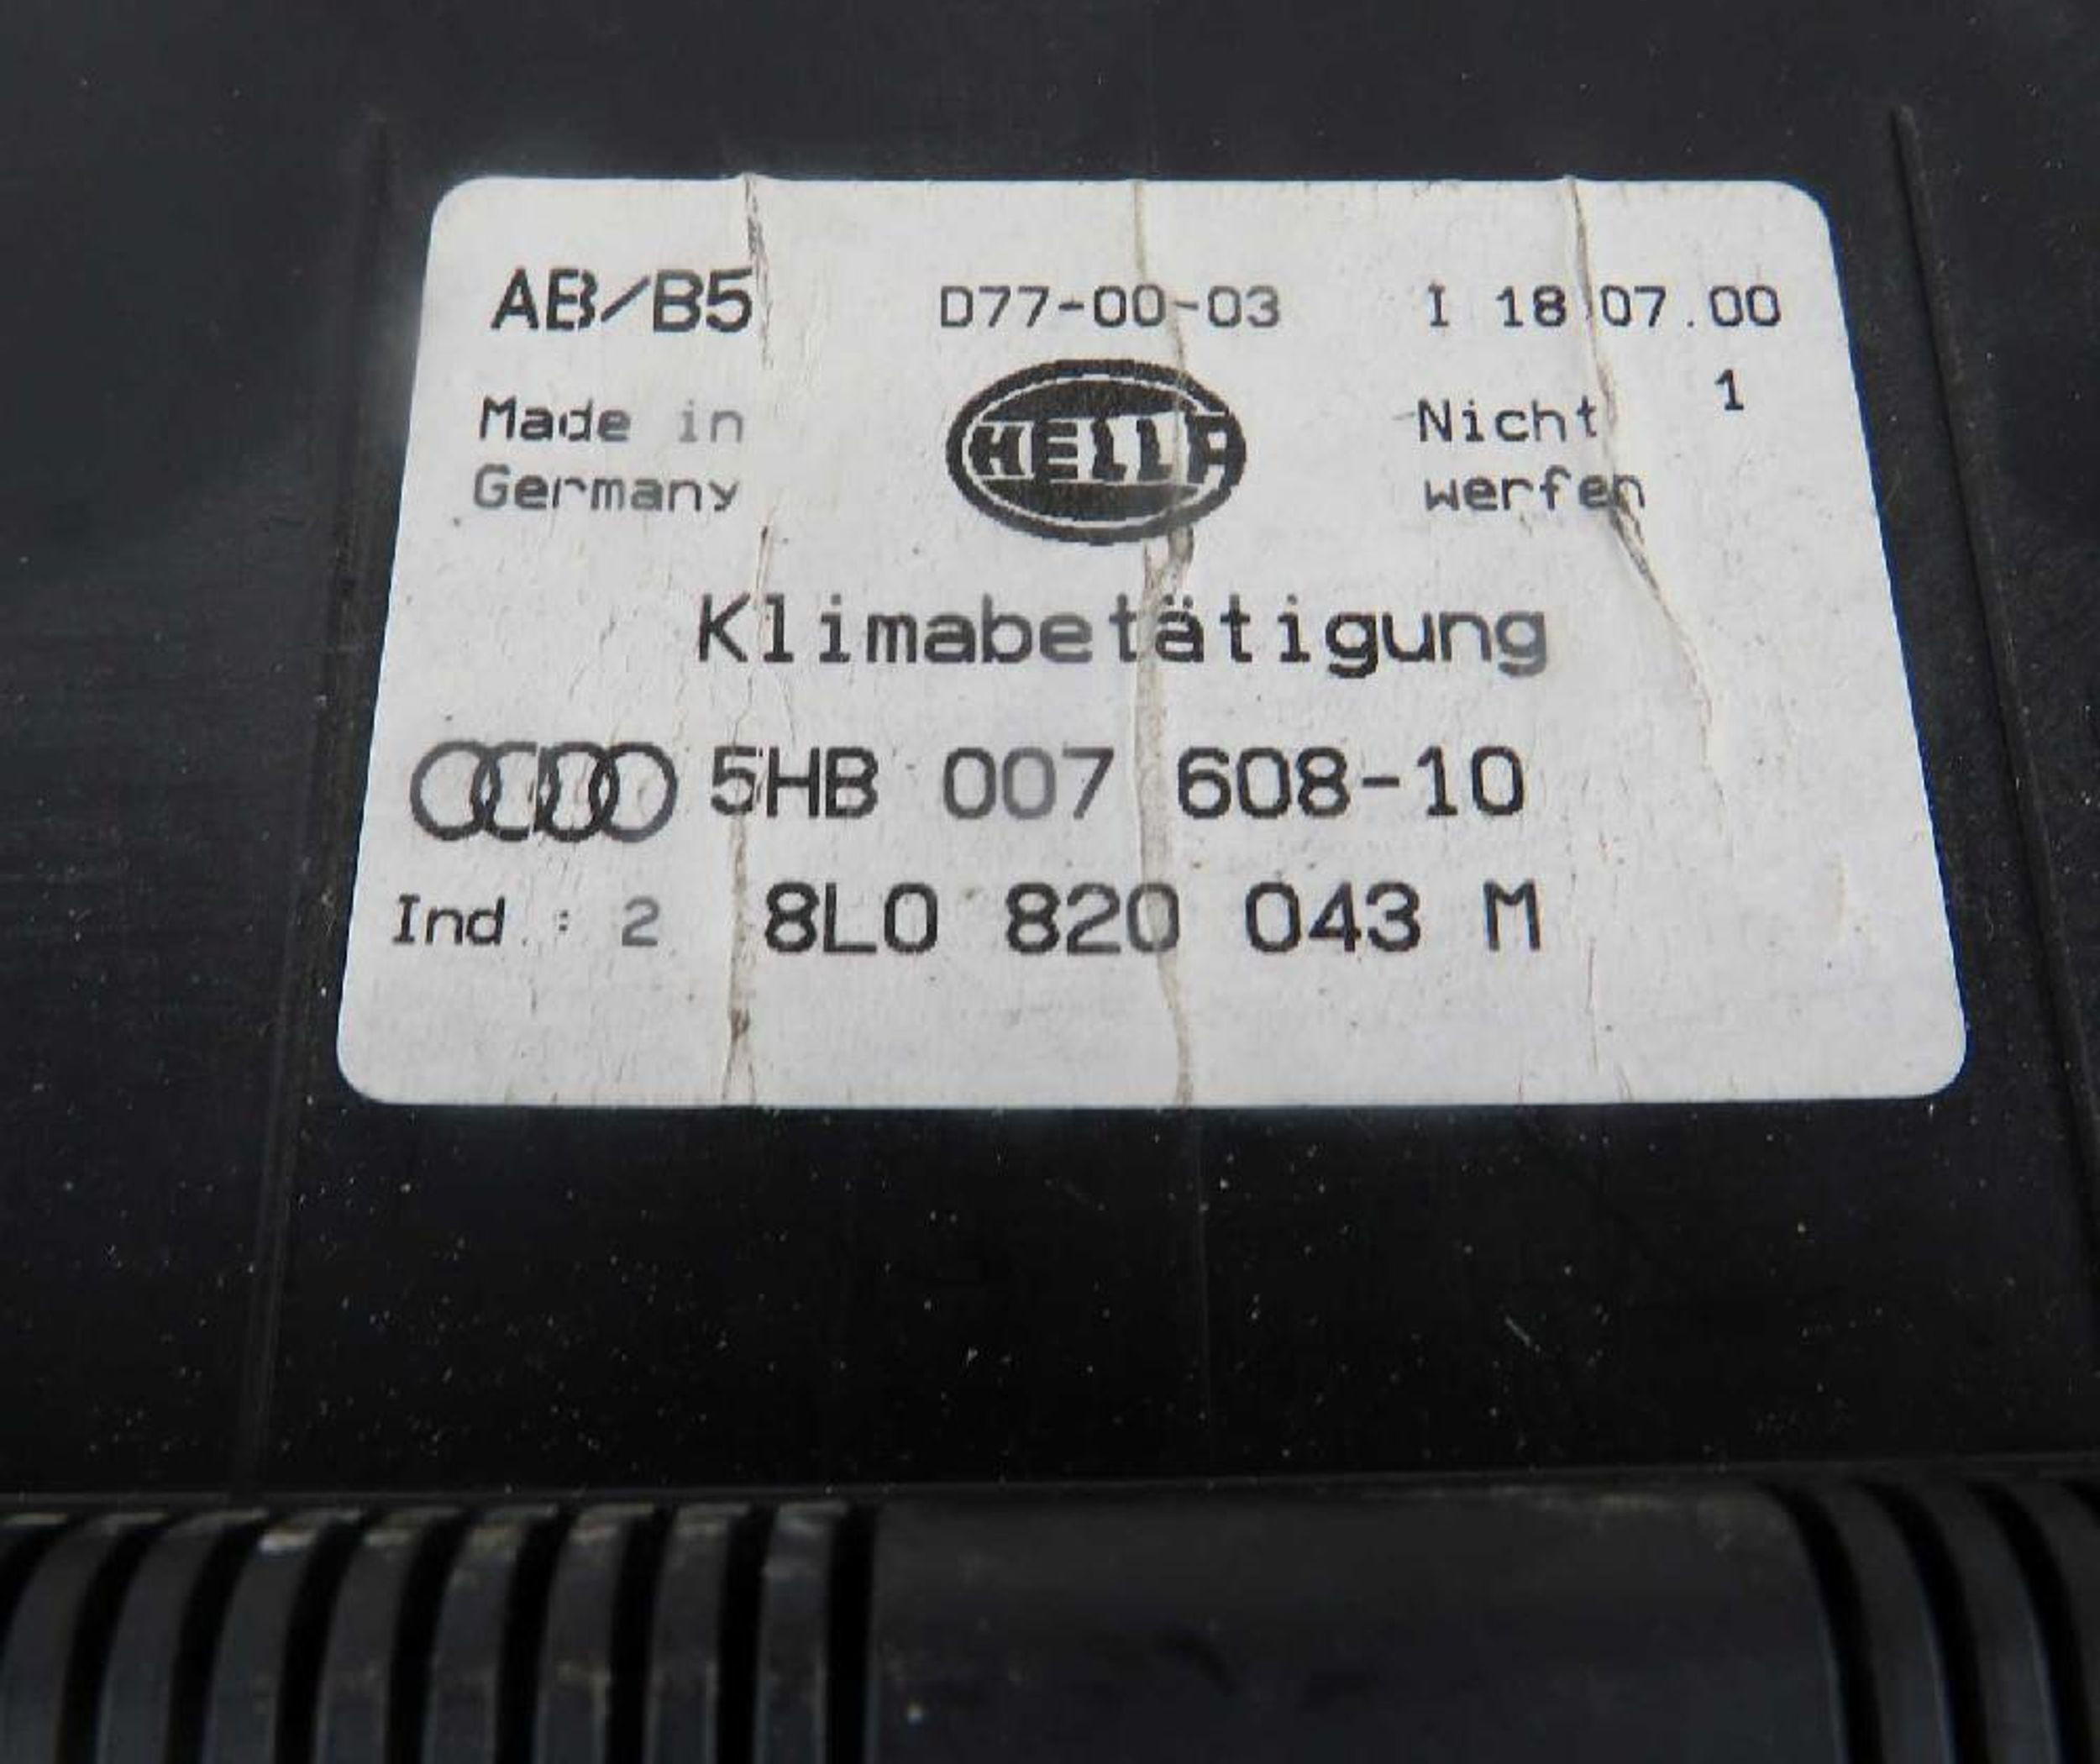 AB/B5 D77-00-03 I 18.07.00
1
Made in HELLA Nicht
Germany werfen
Klimabetätigung
5HB 007 608-10
Ind.: 2 8L0 820 043 M